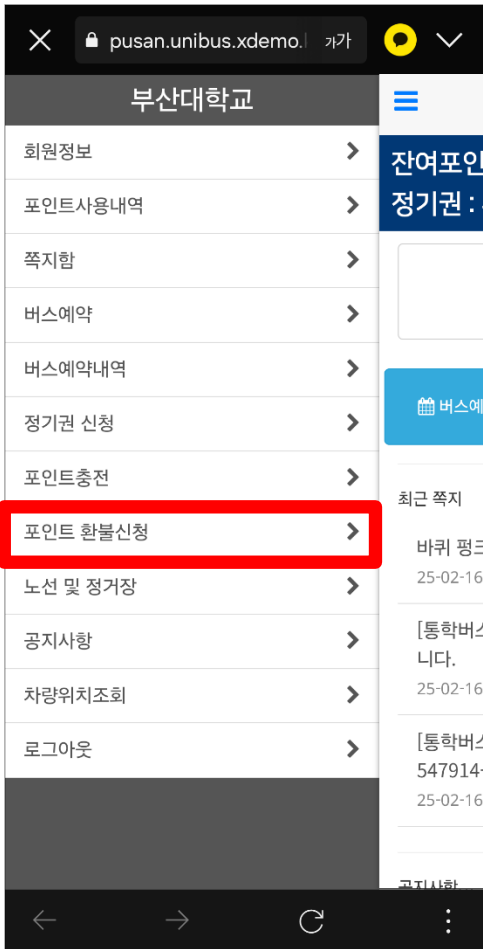 pusan.unibus.xdemo.
가가
부산대학교
회원정보
포인트사용내역
쪽지함
버스예약
버스예약내역
정기권 신청
포인트충전
포인트 환불신청
노선 및 정거장
공지사항
차량위치조회
로그아웃
잔여포인
정기권 :
버스예
최근 쪽지
바퀴 펑크
25-02-16
[통학버스
니다.
25-02-16
[통학버스
547914-
25-02-16
공지사항